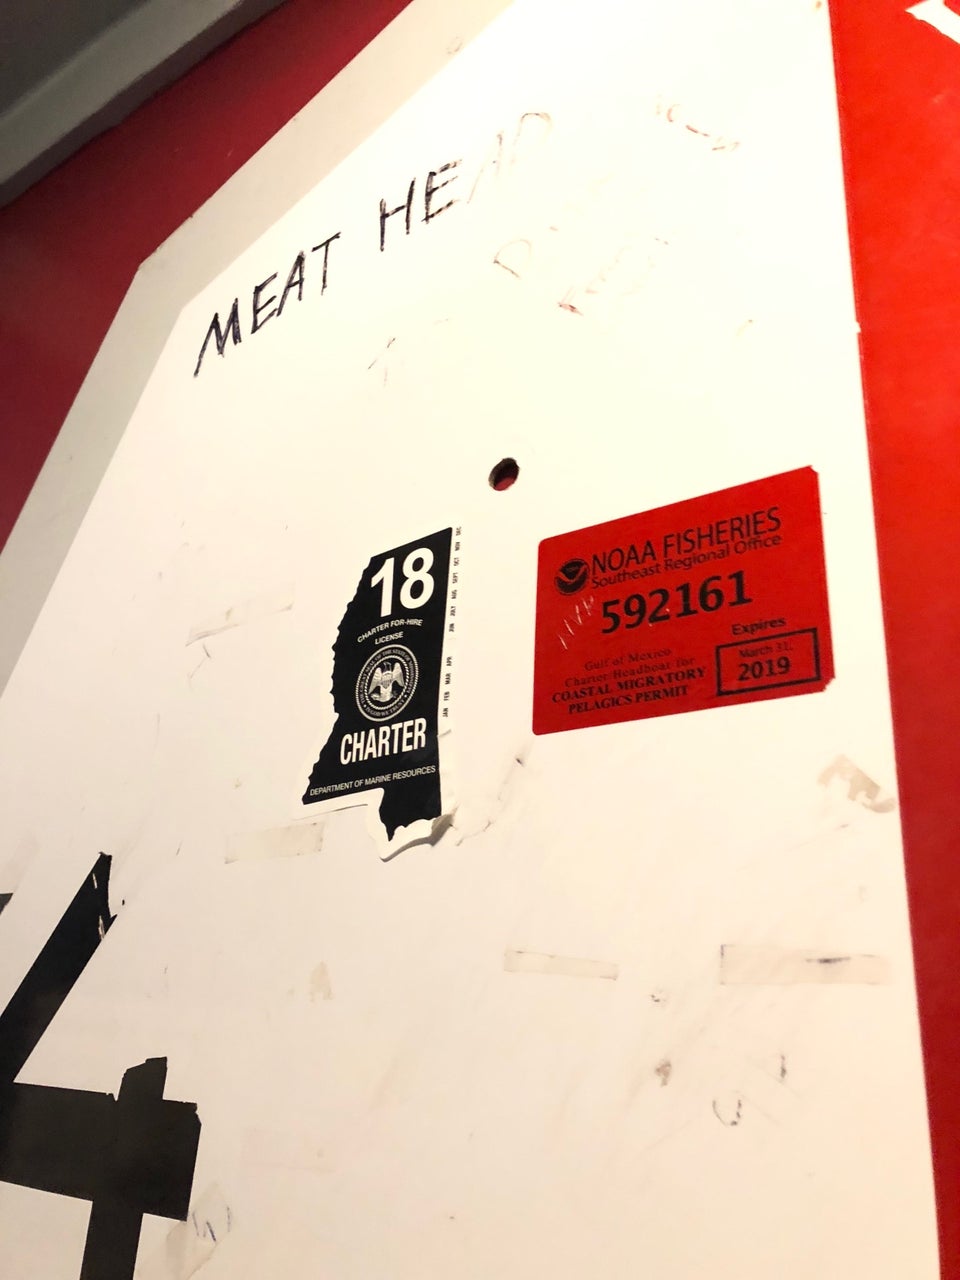 MEAT HEAD
18
CHARTER FOR-HIRE
LICENSE
CHARTER
DEPARTMENT OF MARINE RESOURCES
JAN FEB MAR APR JUN JULY AUG SEPT OCT NOV DEC
NOAA FISHERIES
Southeast Regional Office
592161
Expires
March 31,
2019
Gulf of Mexico
Charter Headboat for
COASTAL MIGRATORY
PELAGICS PERMIT
4